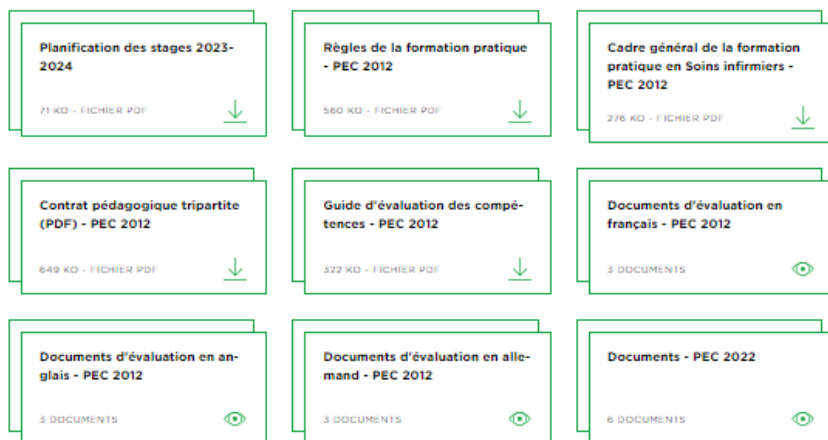 Planification des stages 2023-
2024
71 KO - FICHIER PDF
Règles de la formation pratique
- PEC 2012
560 KO - FICHIER PDF
Cadre général de la formation
pratique en Soins infirmiers -
PEC 2012
276 KO - FICHIER PDF
Contrat pédagogique tripartite
(PDF) - PEC 2012
649 KO - FICHIER PDF
Guide d'évaluation des compé-
tences - PEC 2012
322 KO - FICHIER PDF
Documents d'évaluation en
français - PEC 2012
3 DOCUMENTS
Documents d'évaluation en an-
glais - PEC 2012
3 DOCUMENTS
Documents d'évaluation en alle-
mand - PEC 2012
3 DOCUMENTS
Documents - PEC 2022
6 DOCUMENTS